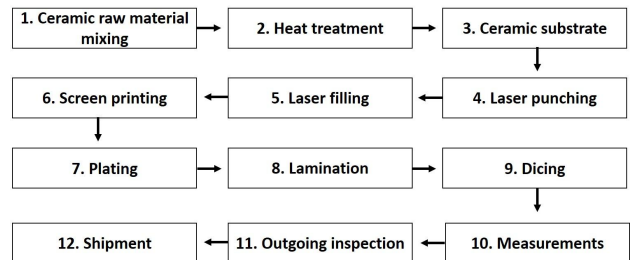 1. Ceramic raw material
mixing
2. Heat treatment
3. Ceramic substrate
4. Laser punching
5. Laser filling
6. Screen printing
7. Plating
8. Lamination
9. Dicing
10. Measurements
11. Outgoing inspection
12. Shipment